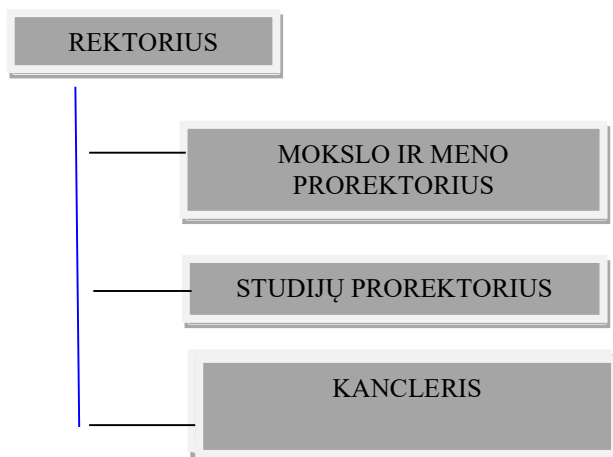 REKTORIUS
MOKSLO IR MENO
PROREKTORIUS
STUDIJŲ PROREKTORIUS
KANCLERIS